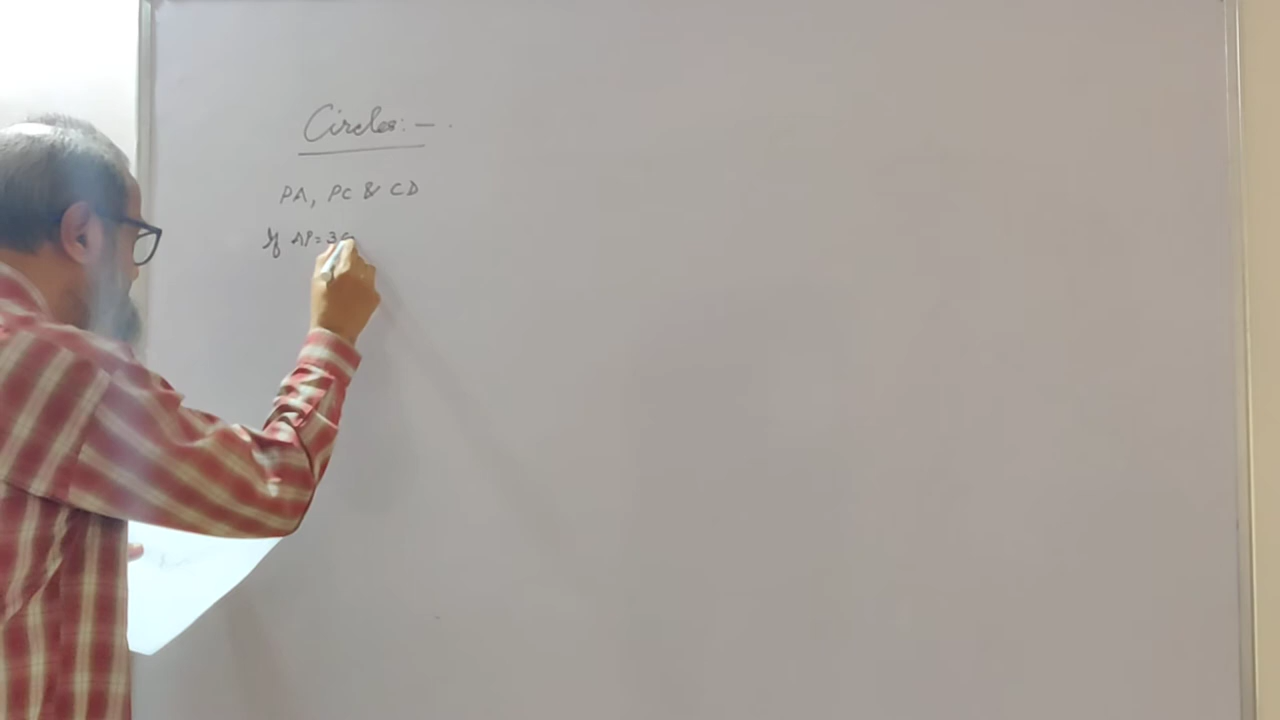 Circles: - .
PA, PC & CD
If AP = 3